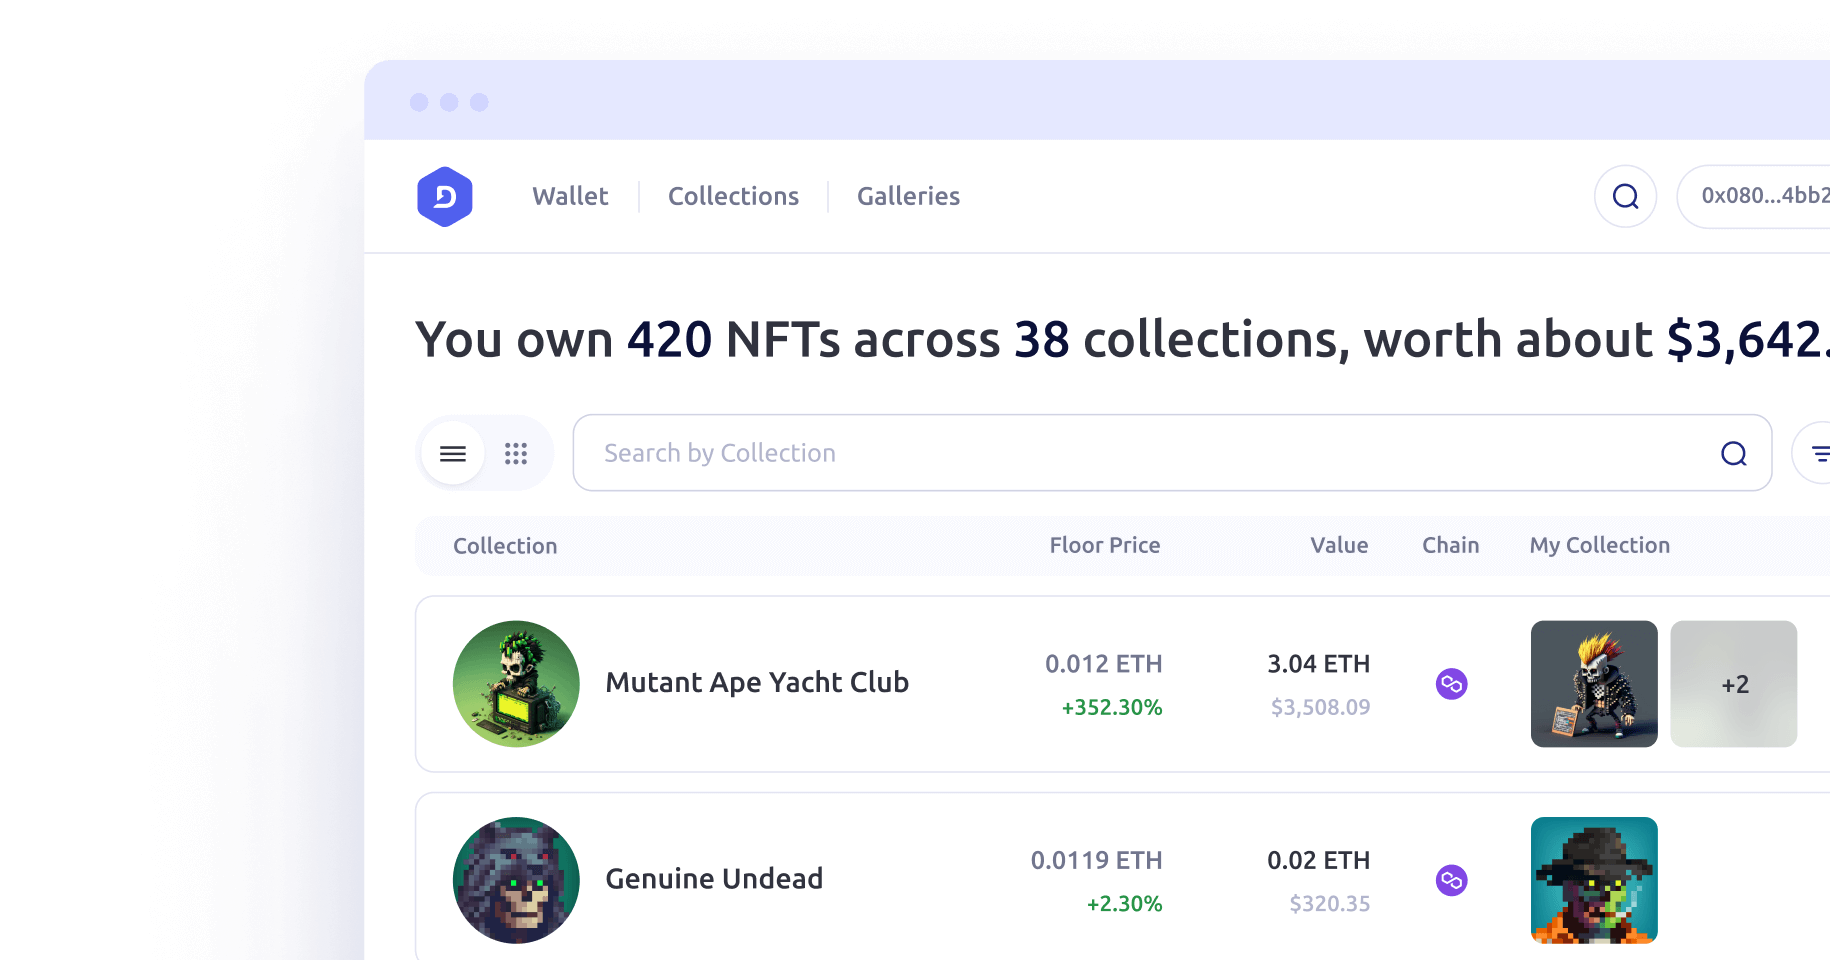 Wallet
Collections
Galleries
0x080...4bb2
You own 420 NFTs across 38 collections, worth about $3,642.
Search by Collection
Collection
Floor Price
Value
Chain
My Collection
Mutant Ape Yacht Club
0.012 ETH
+352.30%
3.04 ETH
$3,508.09
+2
Genuine Undead
0.0119 ETH
+2.30%
0.02 ETH
$320.35